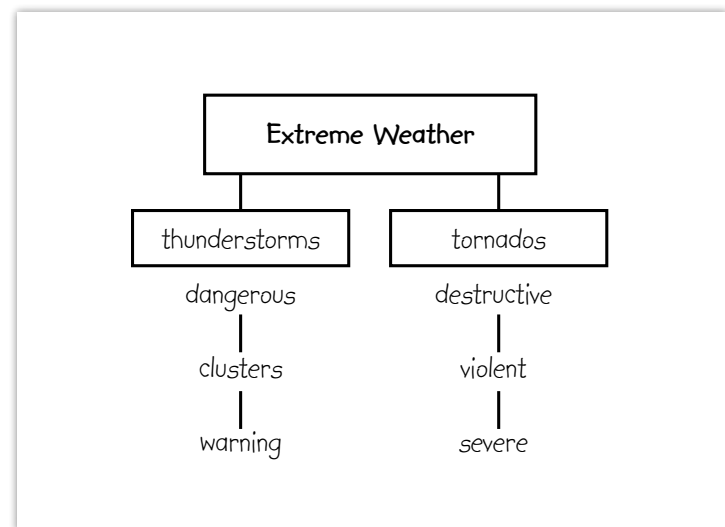 Extreme Weather
thunderstorms
tornados
dangerous
destructive
clusters
violent
warning
severe